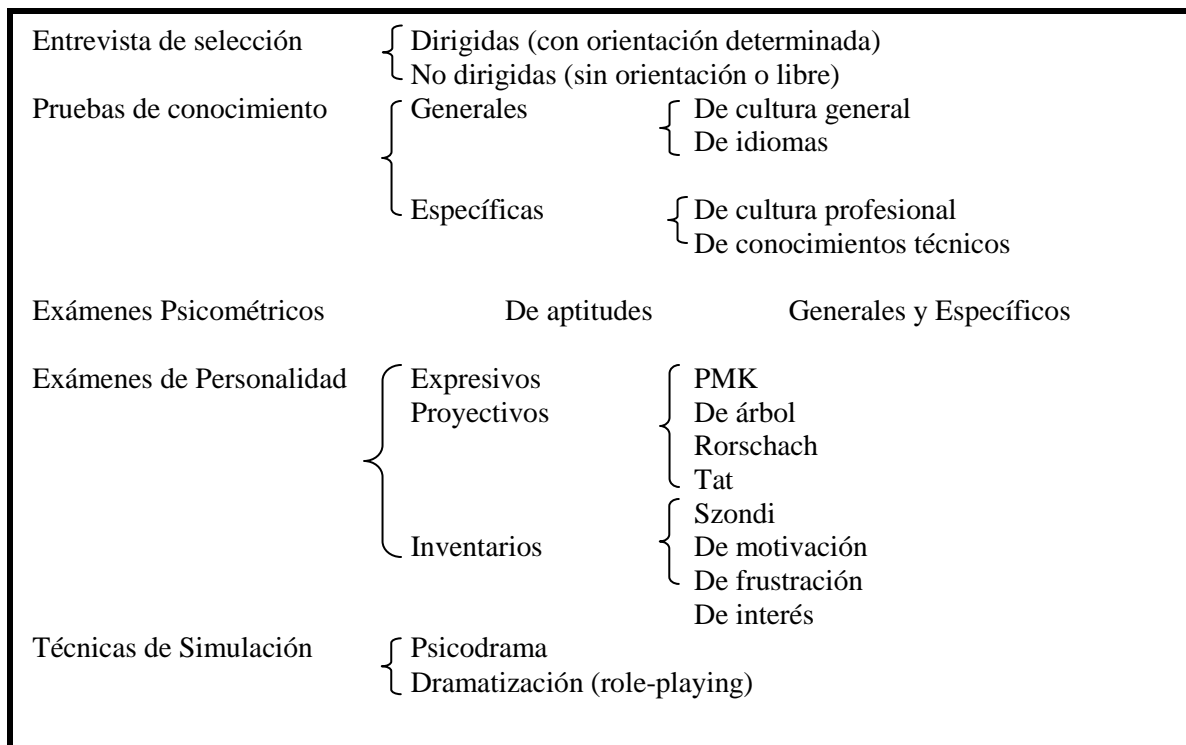 Entrevista de selección Dirigidas (con orientación determinada)
No dirigidas (sin orientación o libre)
Pruebas de conocimiento Generales De cultura general
De idiomas
Específicas De cultura profesional
De conocimientos técnicos
Exámenes Psicométricos De aptitudes Generales y Específicos
Exámenes de Personalidad Expresivos PMK
Proyectivos De árbol
Rorschach
Tat
Szondi
Inventarios De motivación
De frustración
De interés
Técnicas de Simulación Psicodrama
Dramatización (role-playing)